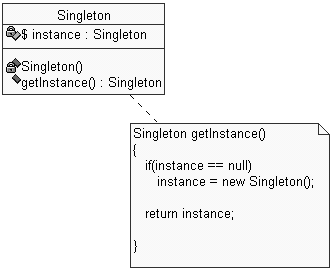 Singleton
$ instance : Singleton
Singleton()
getInstance() : Singleton
Singleton getInstance()
{
if(instance == null)
instance = new Singleton();
return instance;
}